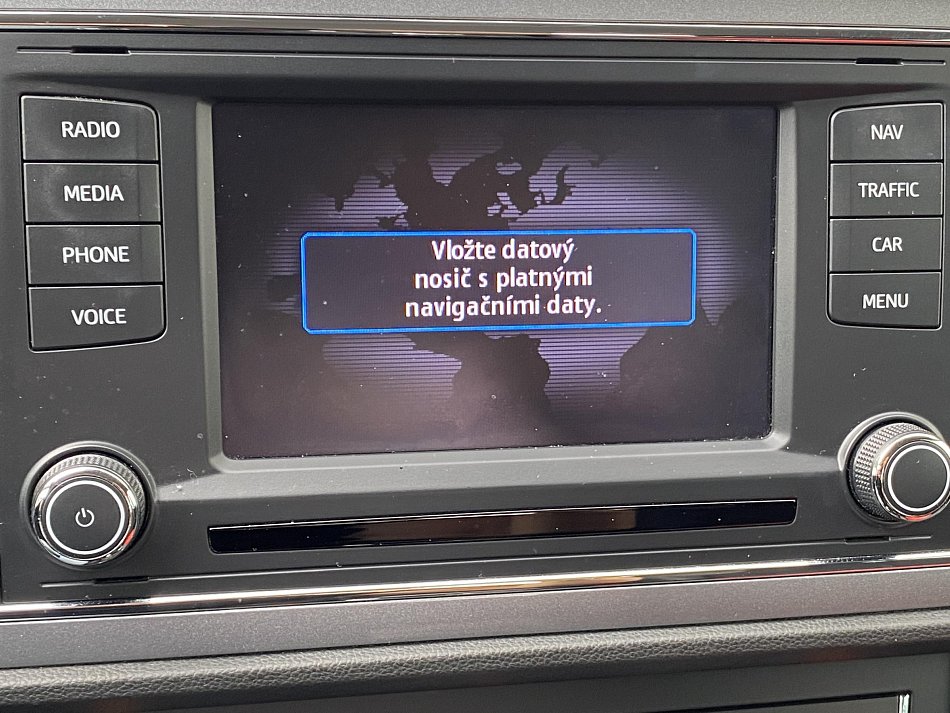 RADIO
MEDIA
PHONE
VOICE
Vložte datový
nosič s platnými
navigačními daty.
NAV
TRAFFIC
CAR
MENU